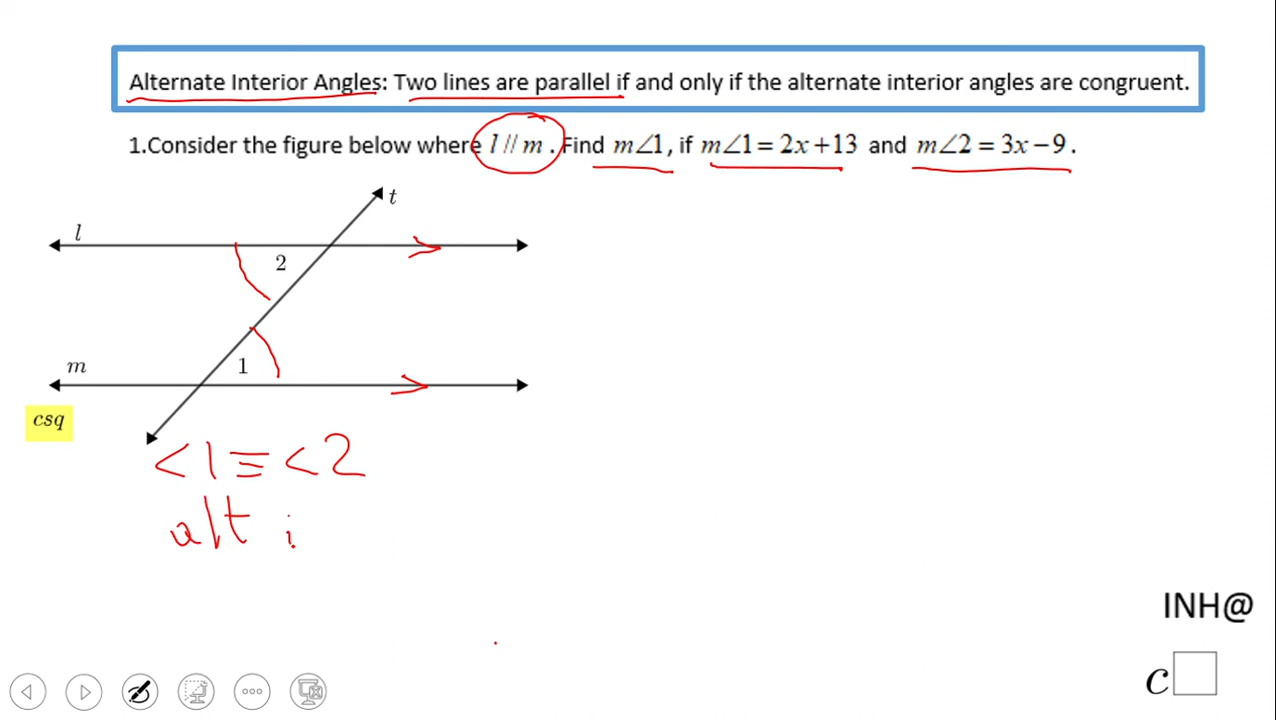 Alternate Interior Angles: Two lines are parallel if and only if the alternate interior angles are congruent.
1.Consider the figure below where l // m . Find m∠1, if m∠1 = 2x+13 and m∠2 = 3x−9.
t
l
2
m
1
csq
<1 ≡ <2
alt i
INH@
c